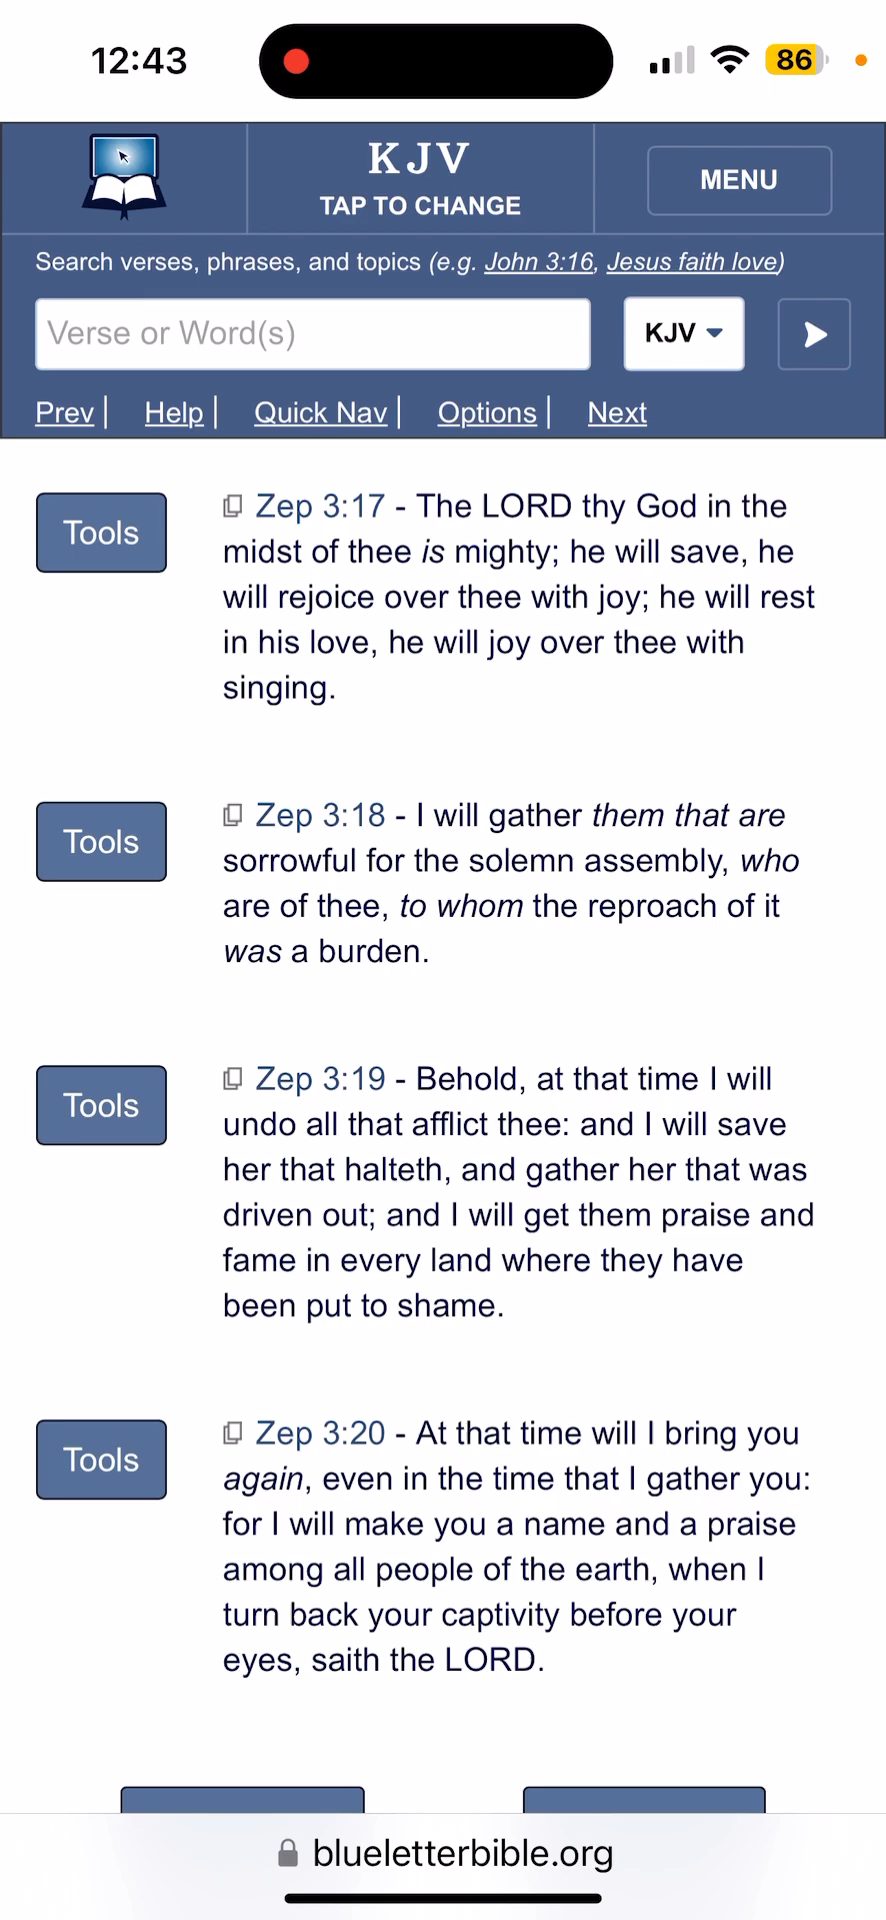 12:43
86
KJV
TAP TO CHANGE
MENU
Search verses, phrases, and topics (e.g. John 3:16, Jesus faith love)
Verse or Word(s)
KJV
Prev | Help | Quick Nav | Options | Next
Tools
Zep 3:17 - The LORD thy God in the
midst of thee is mighty; he will save, he
will rejoice over thee with joy; he will rest
in his love, he will joy over thee with
singing.
Tools
Zep 3:18 - I will gather them that are
sorrowful for the solemn assembly, who
are of thee, to whom the reproach of it
was a burden.
Tools
Zep 3:19 - Behold, at that time I will
undo all that afflict thee: and I will save
her that halteth, and gather her that was
driven out; and I will get them praise and
fame in every land where they have
been put to shame.
Tools
Zep 3:20 - At that time will I bring you
again, even in the time that I gather you:
for I will make you a name and a praise
among all people of the earth, when I
turn back your captivity before your
eyes, saith the LORD.
blueletterbible.org